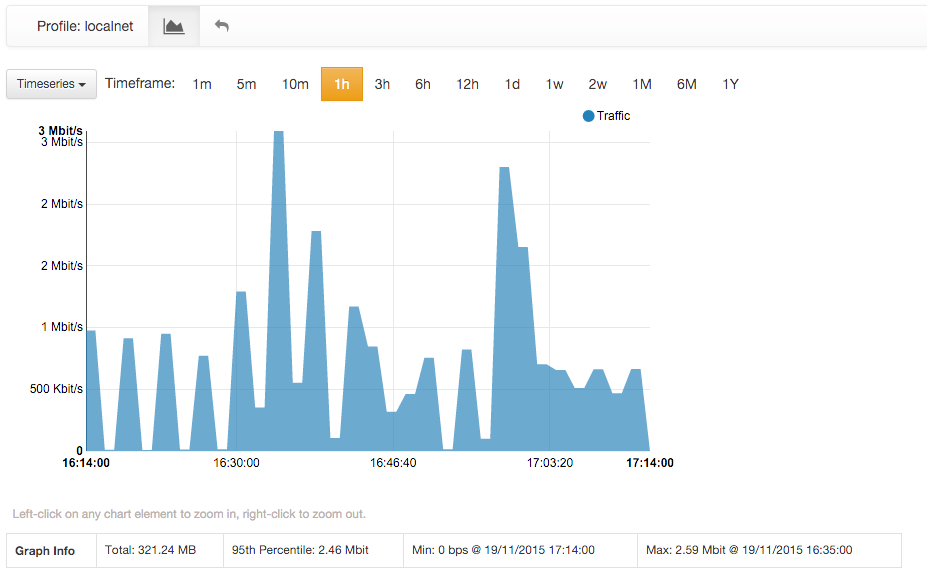 Profile: localnet
Timeseries Timeframe: 1m 5m 10m 1h 3h 6h 12h 1d 1w 2w 1M 6M 1Y
Traffic
3 Mbit/s
3 Mbit/s
2 Mbit/s
2 Mbit/s
1 Mbit/s
500 Kbit/s
0
16:14:00 16:30:00 16:46:40 17:03:20 17:14:00
Left-click on any chart element to zoom in, right-click to zoom out.
Graph Info Total: 321.24 MB 95th Percentile: 2.46 Mbit Min: 0 bps @ 19/11/2015 17:14:00 Max: 2.59 Mbit @ 19/11/2015 16:35:00